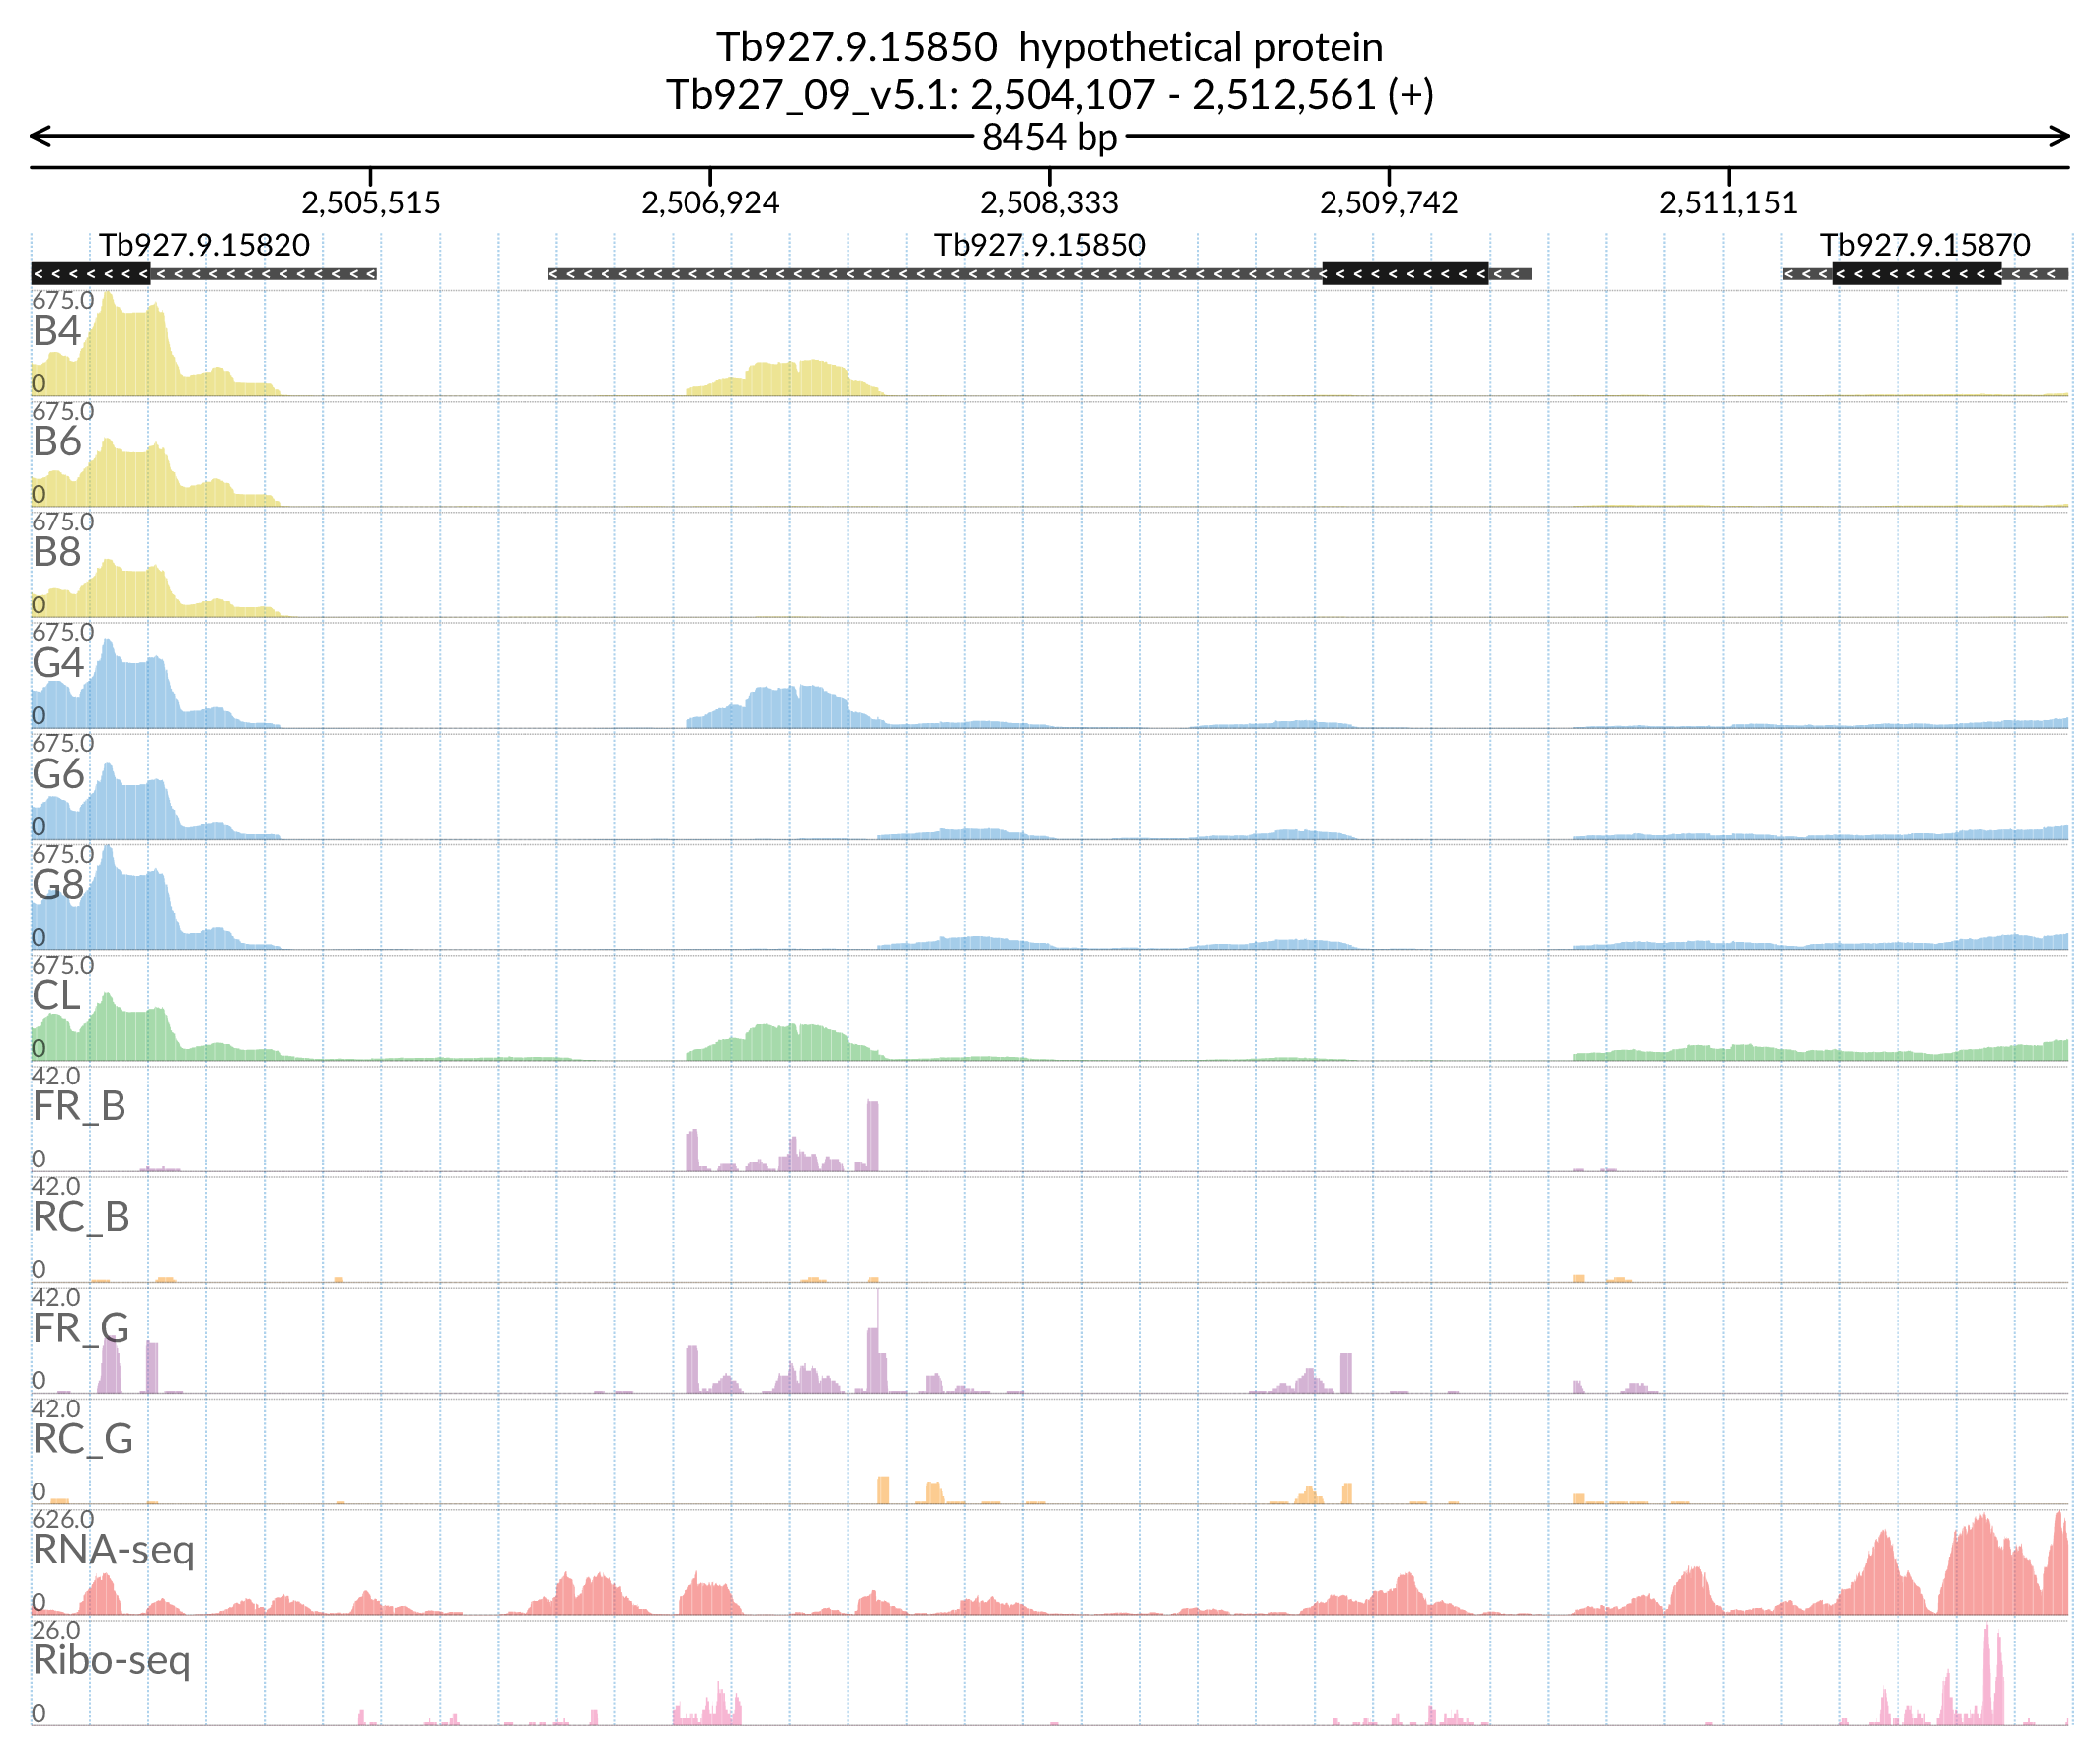 Tb927.9.15850 hypothetical protein
Tb927_09_v5.1: 2,504,107 - 2,512,561 (+)
8454 bp
2,505,515 2,506,924 2,508,333 2,509,742 2,511,151
Tb927.9.15820 Tb927.9.15850 Tb927.9.15870
675.0
B4
0
675.0
B6
0
675.0
B8
0
675.0
G4
0
675.0
G6
0
675.0
G8
0
675.0
CL
0
42.0
FR_B
0
42.0
RC_B
0
42.0
FR_G
0
42.0
RC_G
0
626.0
RNA-seq
0
26.0
Ribo-seq
0